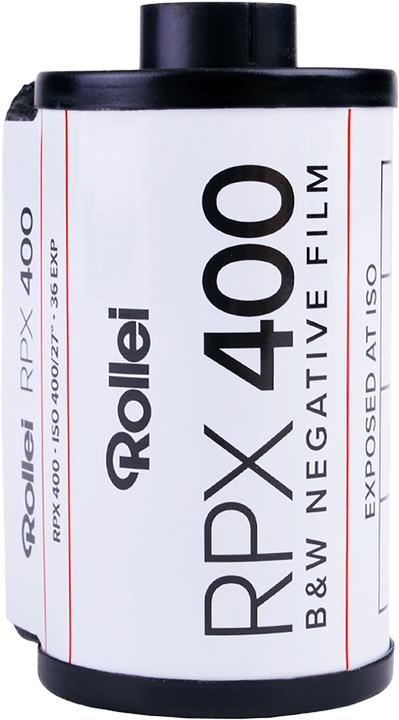 Rollei RPX 400
RPX 400 - ISO 400/27° - 36 EXP
Rollei
RPX 400
B&W NEGATIVE FILM
EXPOSED AT ISO